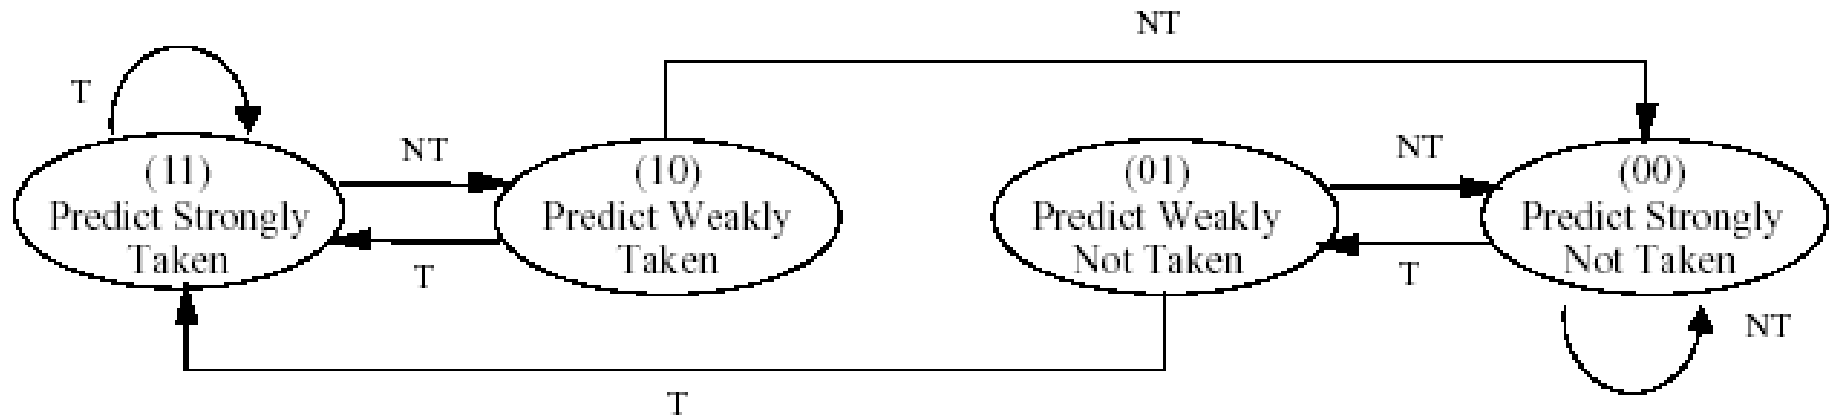 NT
T
(11)
Predict Strongly
Taken
NT
T
(10)
Predict Weakly
Taken
(01)
Predict Weakly
Not Taken
NT
T
(00)
Predict Strongly
Not Taken
NT
T